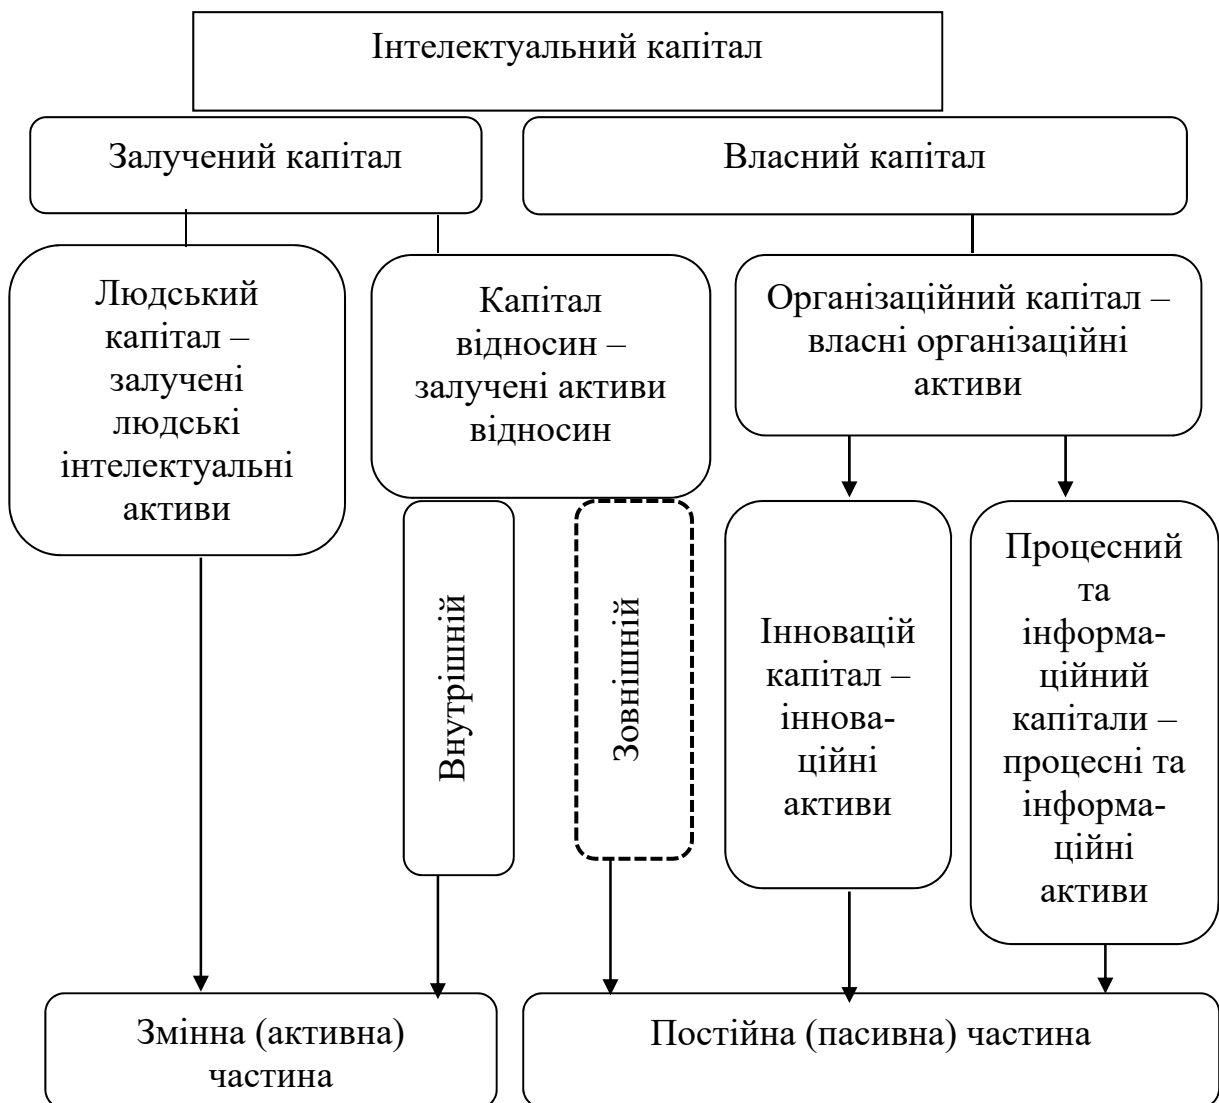 Інтелектуальний капітал
Залучений капітал
Власний капітал
Людський
капітал –
залучені
людські
інтелектуальні
активи
Капітал
відносин –
залучені активи
відносин
Організаційний капітал –
власні організаційні
активи
Внутрішній
Зовнішній
Інновацій
капітал –
іннова-
ційні
активи
Процесний
та
інформа-
ційний
капітали –
процесні та
інформа-
ційні
активи
Змінна (активна)
частина
Постійна (пасивна) частина